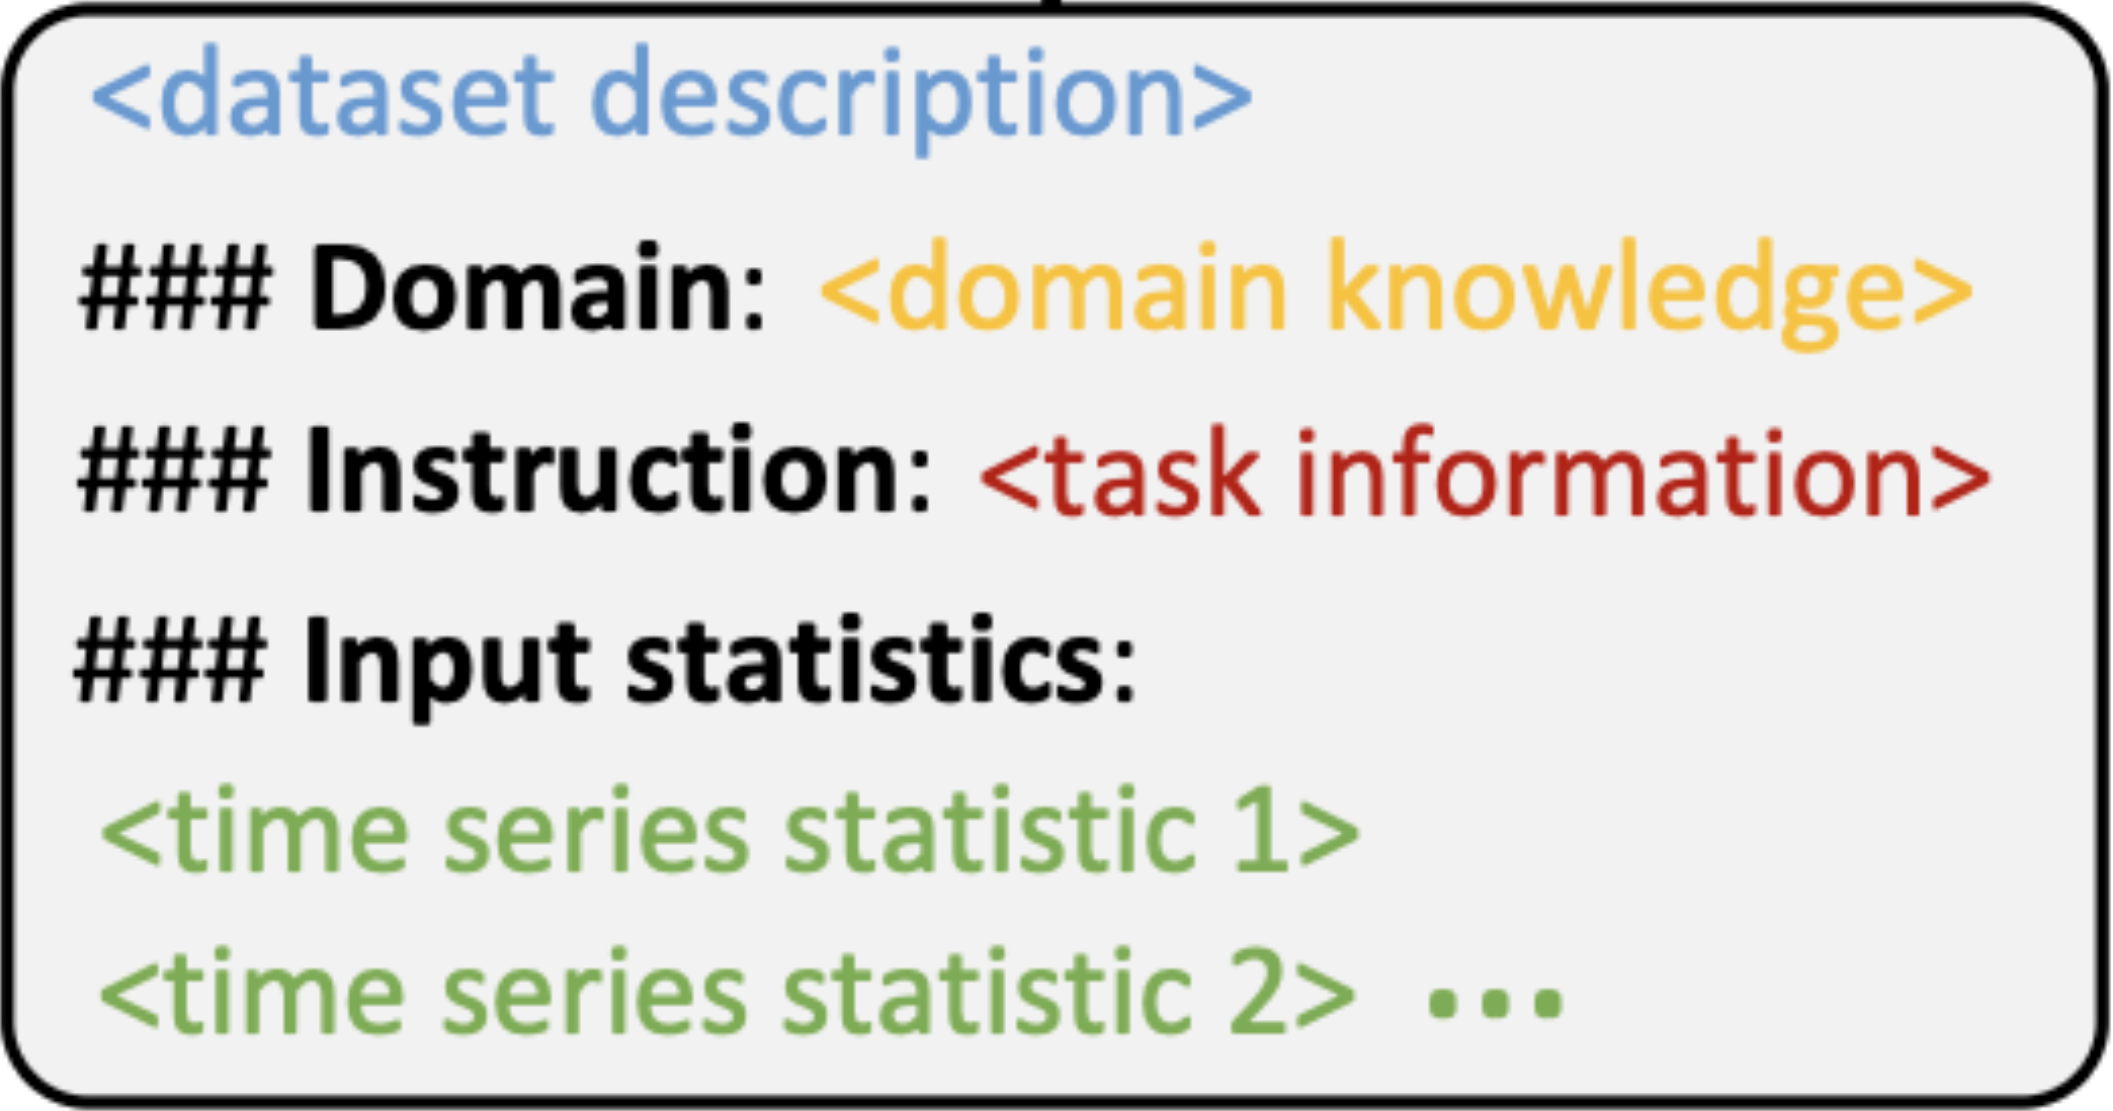 <dataset description>
### Domain: <domain knowledge>
### Instruction: <task information>
### Input statistics:
<time series statistic 1>
<time series statistic 2> ...